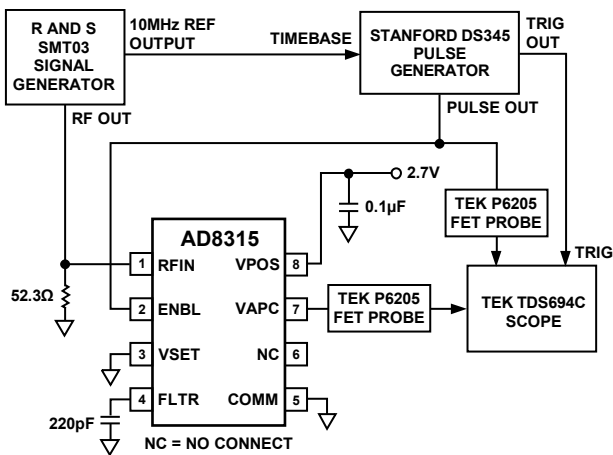 R AND S
SMT03
SIGNAL
GENERATOR
10MHz REF
OUTPUT
TIMEBASE
STANFORD DS345
PULSE
GENERATOR
TRIG
OUT
RF OUT
PULSE OUT
2.7V
0.1µF
TEK P6205
FET PROBE
AD8315
1 RFIN
VPOS 8
TRIG
52.3Ω
2 ENBL
VAPC 7
TEK P6205
FET PROBE
TEK TDS694C
SCOPE
3 VSET
NC 6
4 FLTR
COMM 5
220pF
NC = NO CONNECT